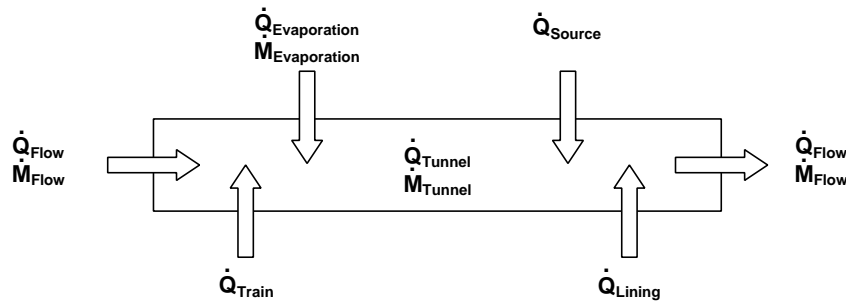 Q̇Evaporation
ṀEvaporation
Q̇Source
Q̇Flow
ṀFlow
Q̇Tunnel
ṀTunnel
Q̇Flow
ṀFlow
Q̇Train
Q̇Lining